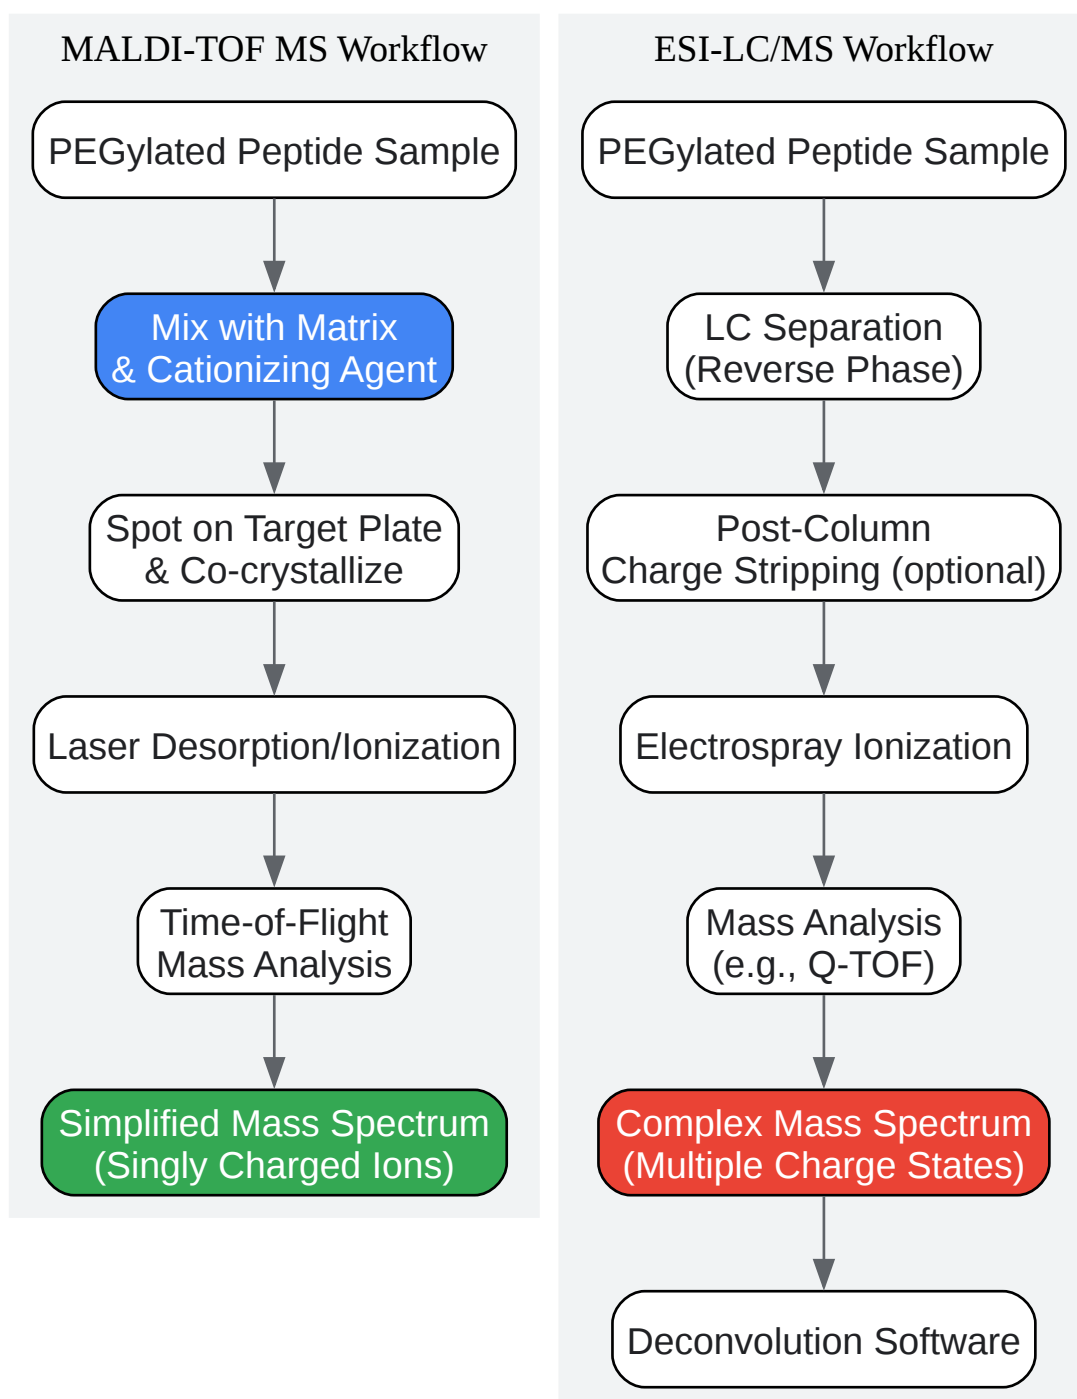 MALDI-TOF MS Workflow
PEGylated Peptide Sample
Mix with Matrix
& Cationizing Agent
Spot on Target Plate
& Co-crystallize
Laser Desorption/Ionization
Time-of-Flight
Mass Analysis
Simplified Mass Spectrum
(Singly Charged Ions)
ESI-LC/MS Workflow
PEGylated Peptide Sample
LC Separation
(Reverse Phase)
Post-Column
Charge Stripping (optional)
Electrospray Ionization
Mass Analysis
(e.g., Q-TOF)
Complex Mass Spectrum
(Multiple Charge States)
Deconvolution Software